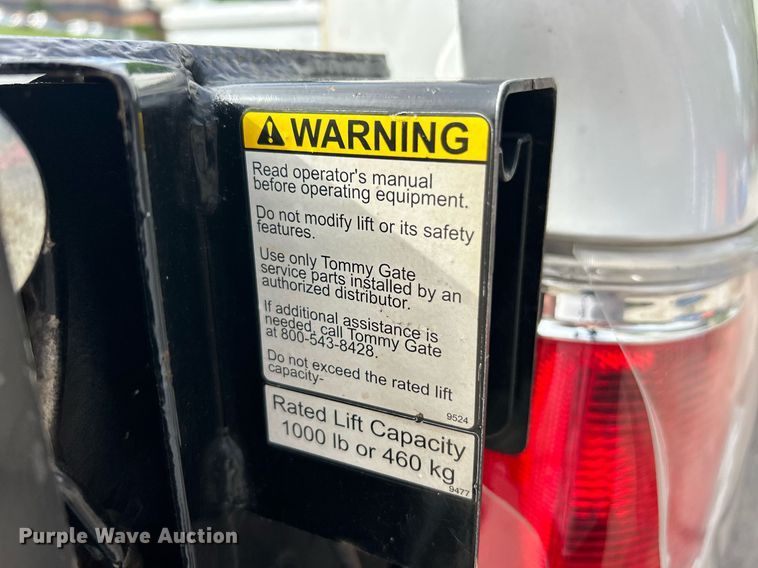 WARNING
Read operator's manual
before operating equipment.
Do not modify lift or its safety
features.
Use only Tommy Gate
service parts installed by an
authorized distributor.
If additional assistance is
needed, call Tommy Gate
at 800-543-8428.
Do not exceed the rated lift
capacity-
9524
Rated Lift Capacity
1000 lb or 460 kg
9477
Purple Wave Auction